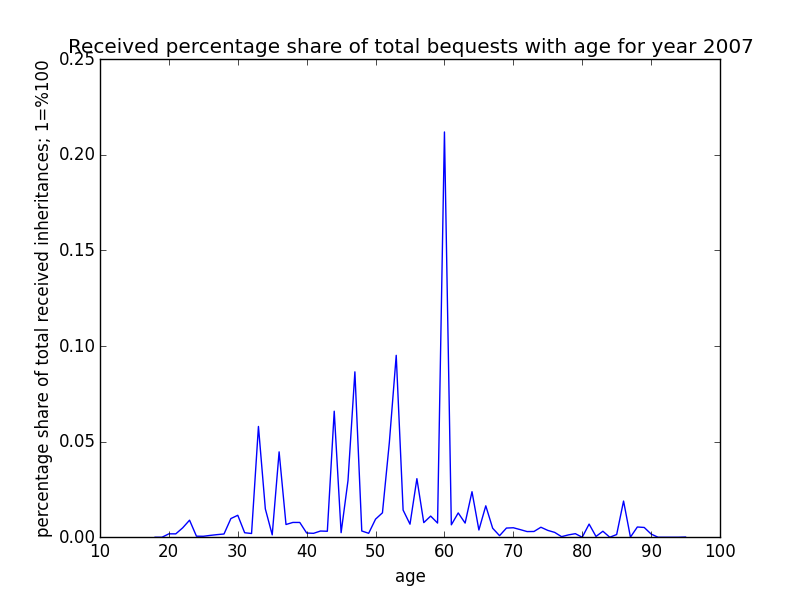 Received percentage share of total bequests with age for year 2007
percentage share of total received inheritances; 1=%100
0.25
0.20
0.15
0.10
0.05
0.00
10 20 30 40 50 60 70 80 90 100
age